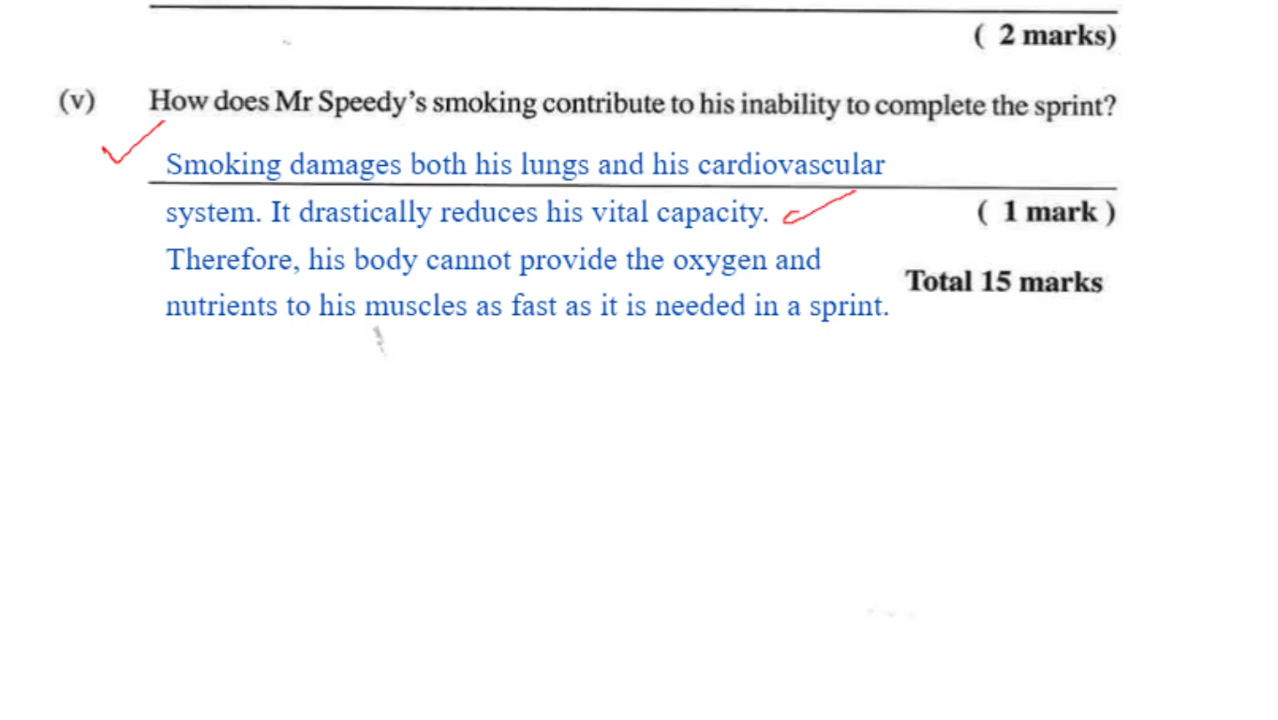 ( 2 marks)
(v) How does Mr Speedy's smoking contribute to his inability to complete the sprint?
Smoking damages both his lungs and his cardiovascular
system. It drastically reduces his vital capacity.
( 1 mark )
Therefore, his body cannot provide the oxygen and
Total 15 marks
nutrients to his muscles as fast as it is needed in a sprint.